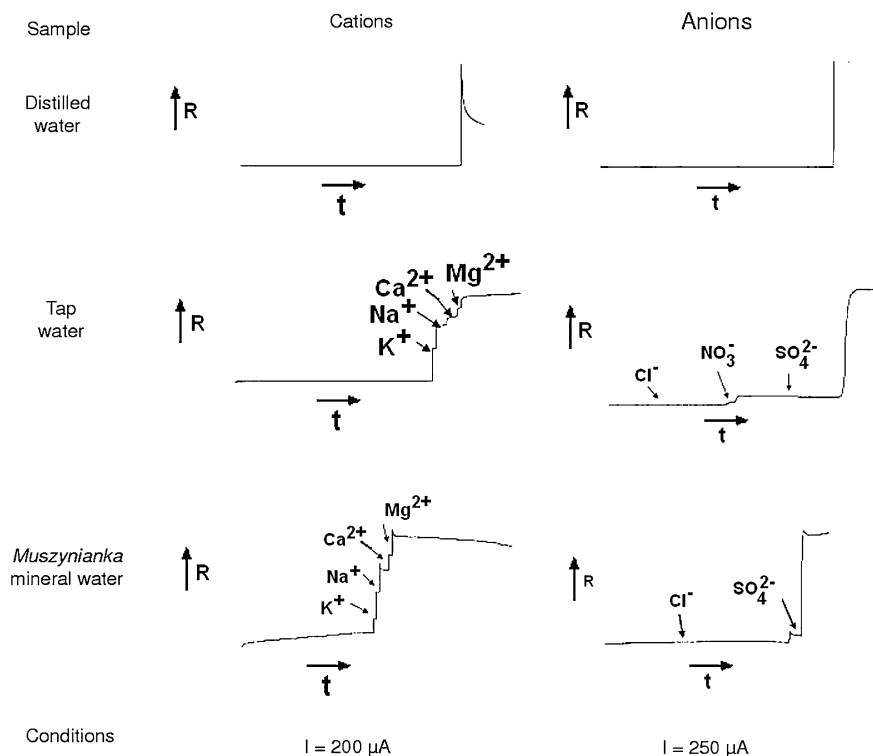 Sample
Cations
Anions
Distilled
water
R
t
R
t
Tap
water
R
K⁺
Na⁺
Ca²⁺
Mg²⁺
t
R
Cl⁻
NO₃⁻
SO₄²⁻
t
Muszynianka
mineral water
R
K⁺
Na⁺
Ca²⁺
Mg²⁺
t
R
Cl⁻
SO₄²⁻
t
Conditions
I = 200 µA
I = 250 µA